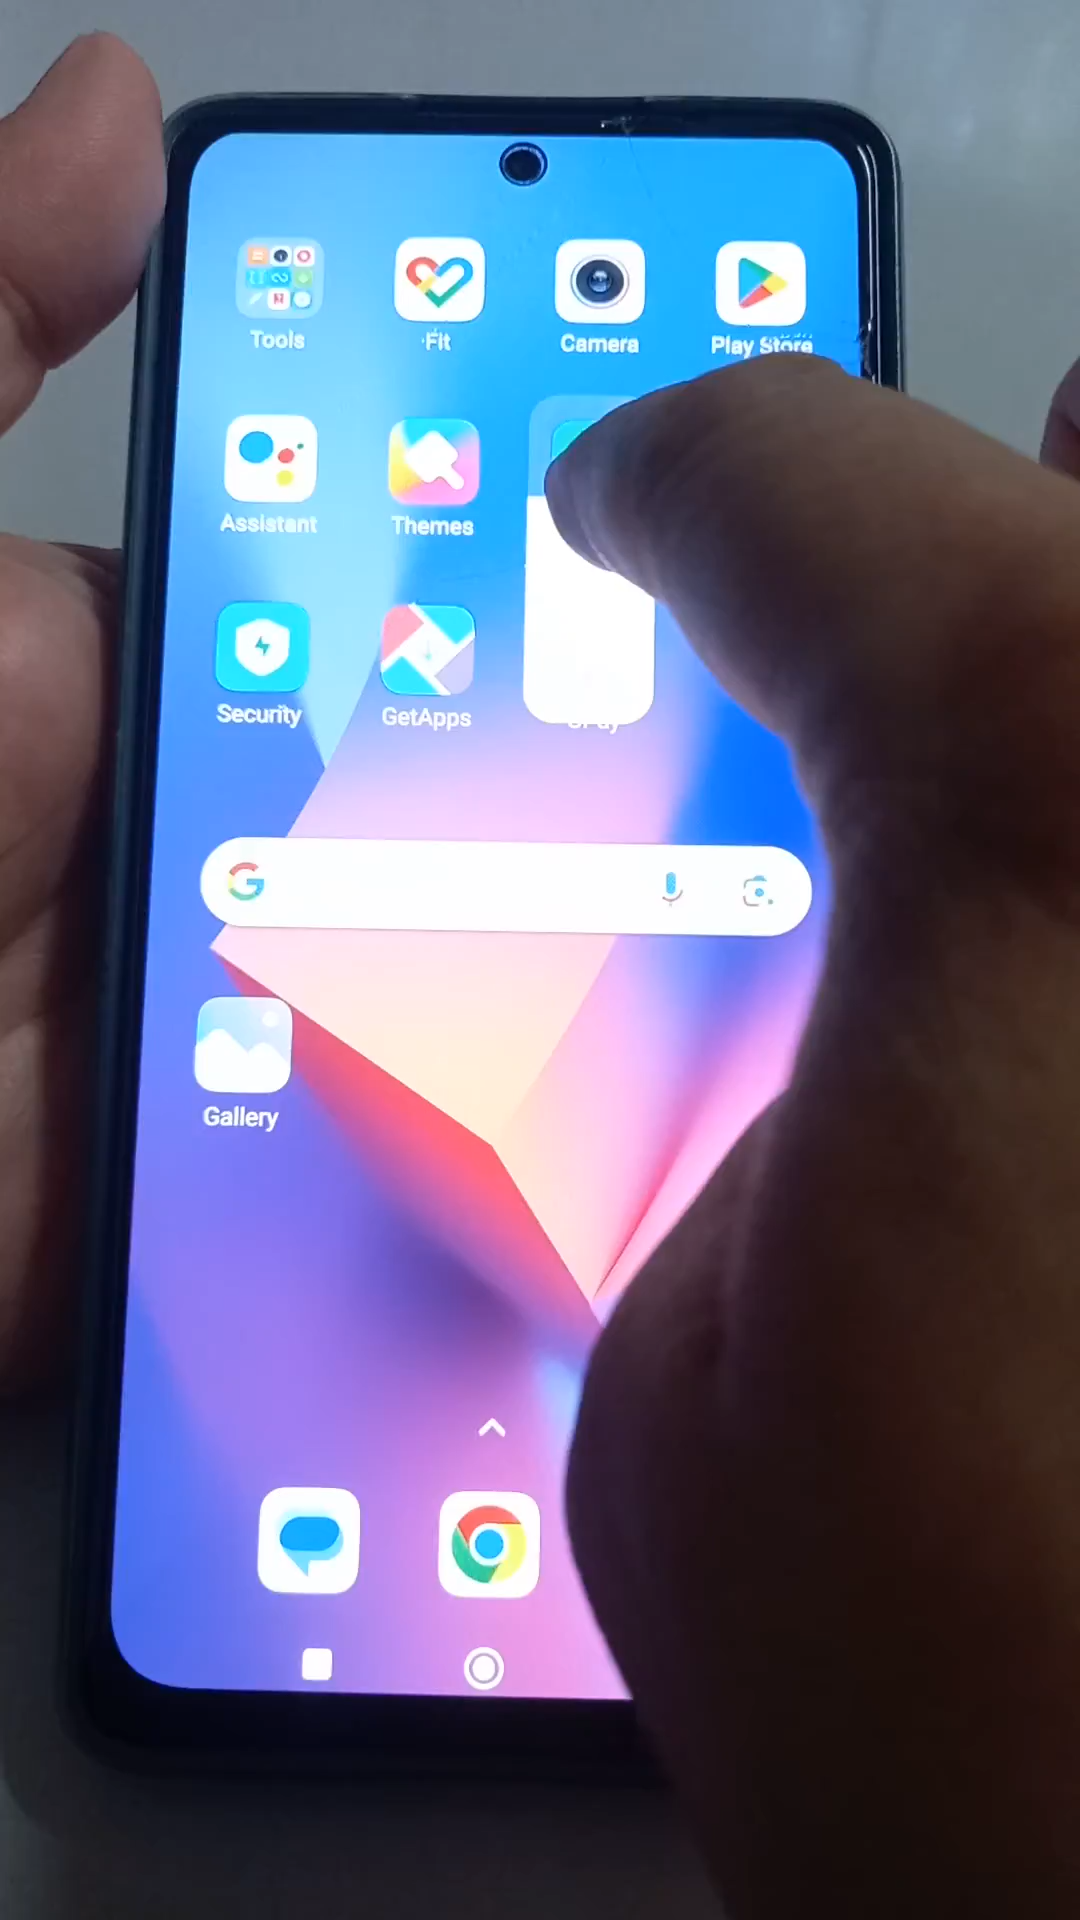 Tools
Fit
Camera
Play Store
Assistant
Themes
Security
GetApps
G
Gallery